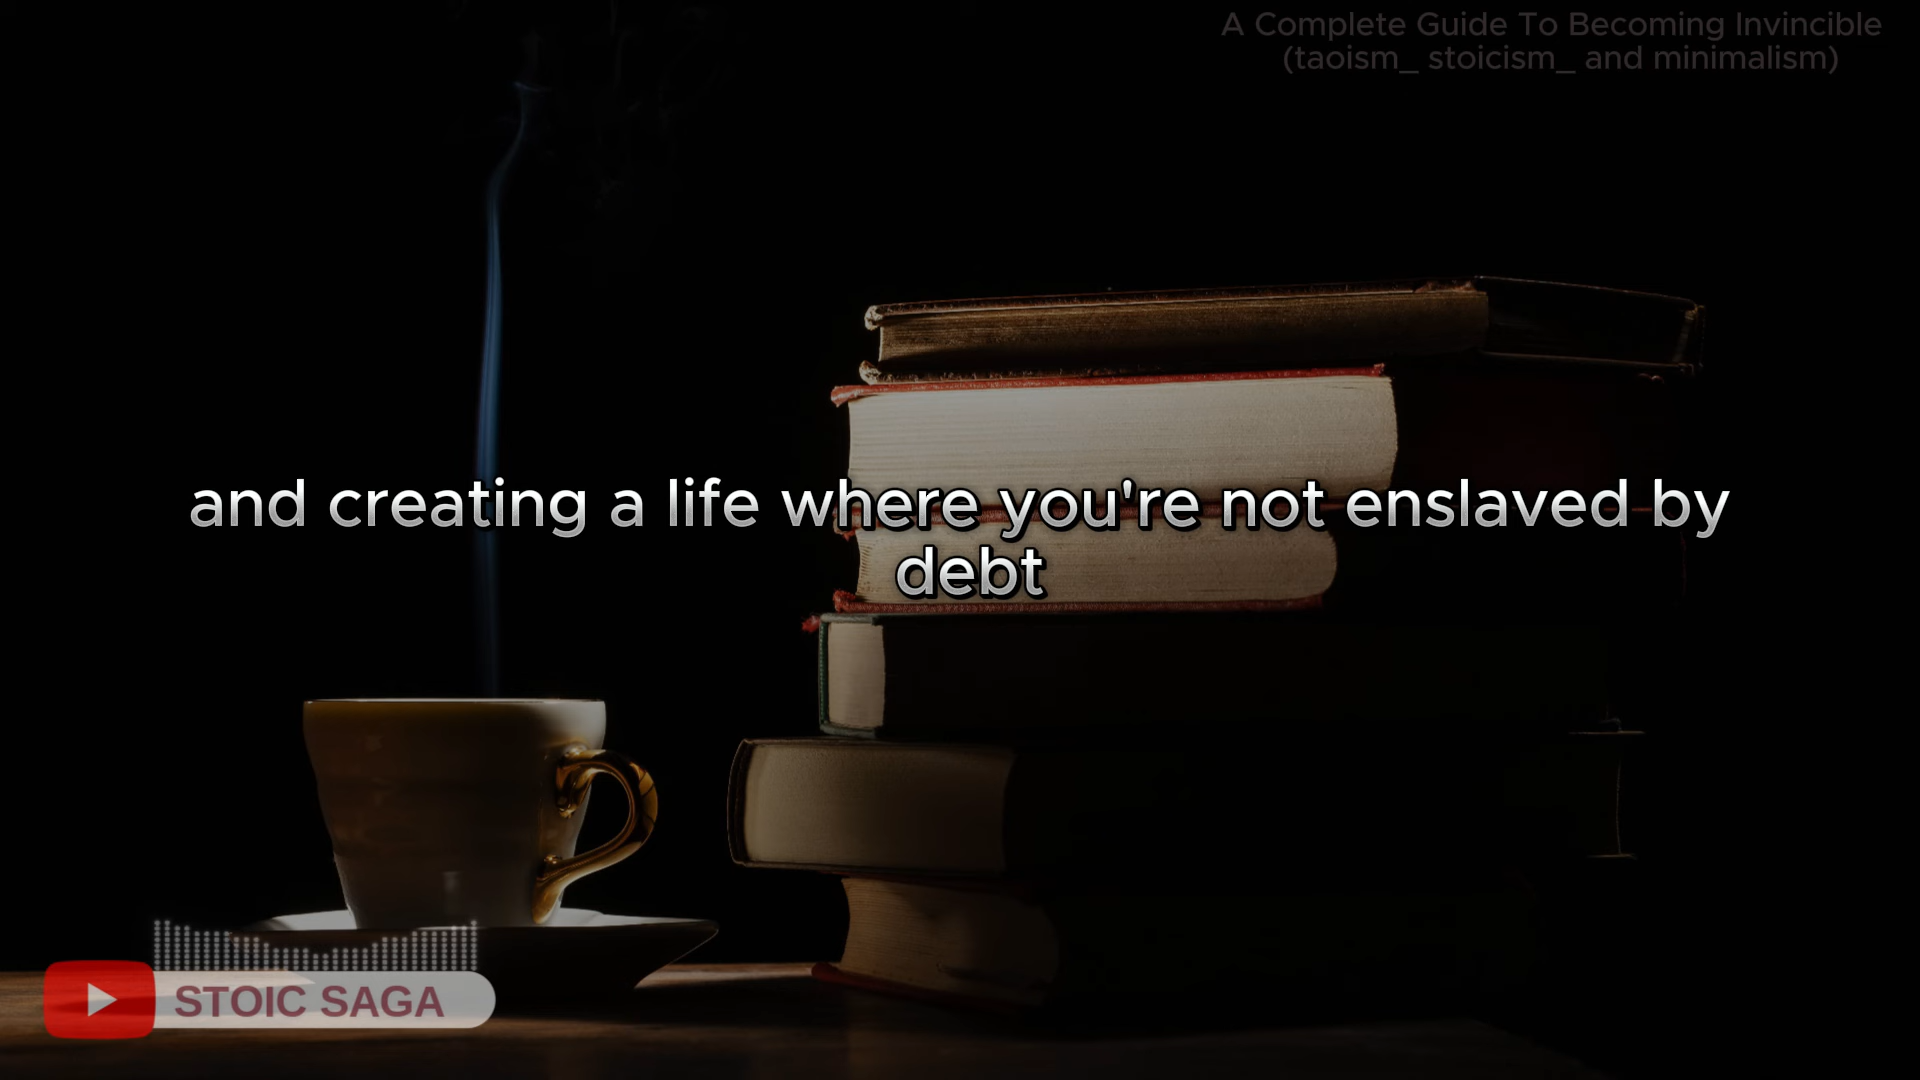 A Complete Guide To Becoming Invincible
(taoism_ stoicism_ and minimalism)
and creating a life where you're not enslaved by
debt
STOIC SAGA